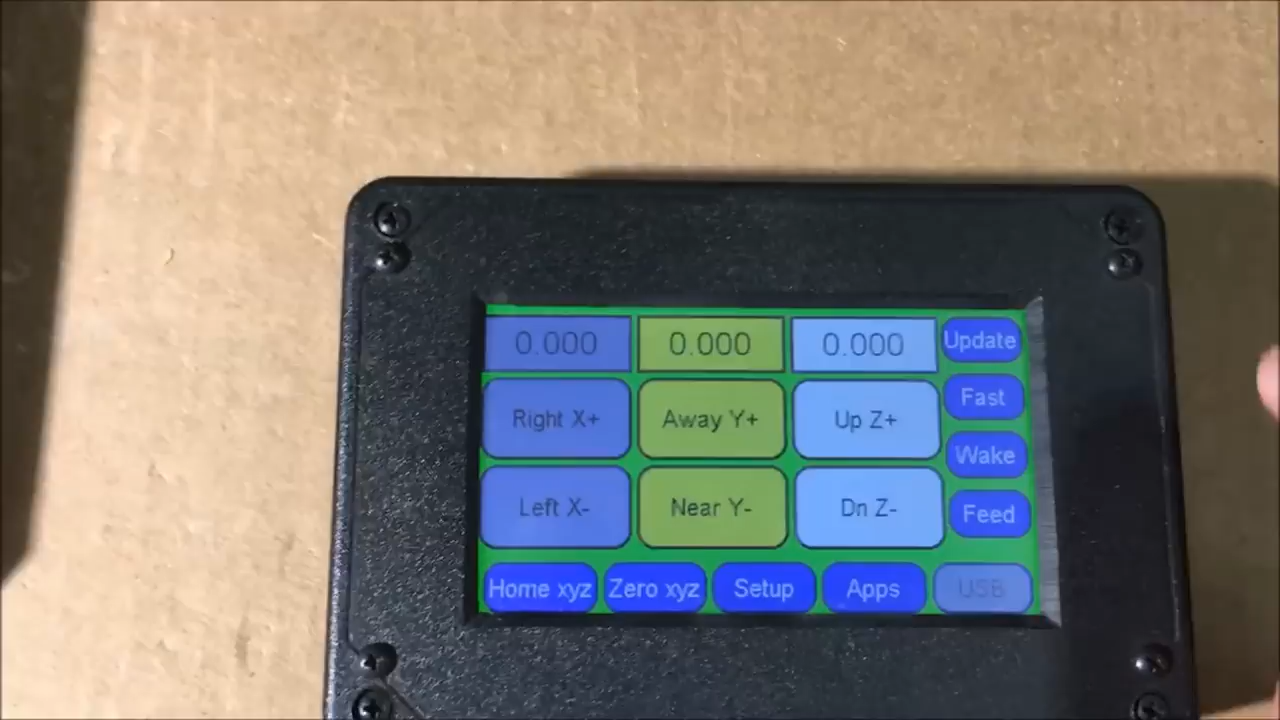 0.000 0.000 0.000 Update
Right X+ Away Y+ Up Z+ Fast
Wake
Left X- Near Y- Dn Z- Feed
Home xyz Zero xyz Setup Apps USB